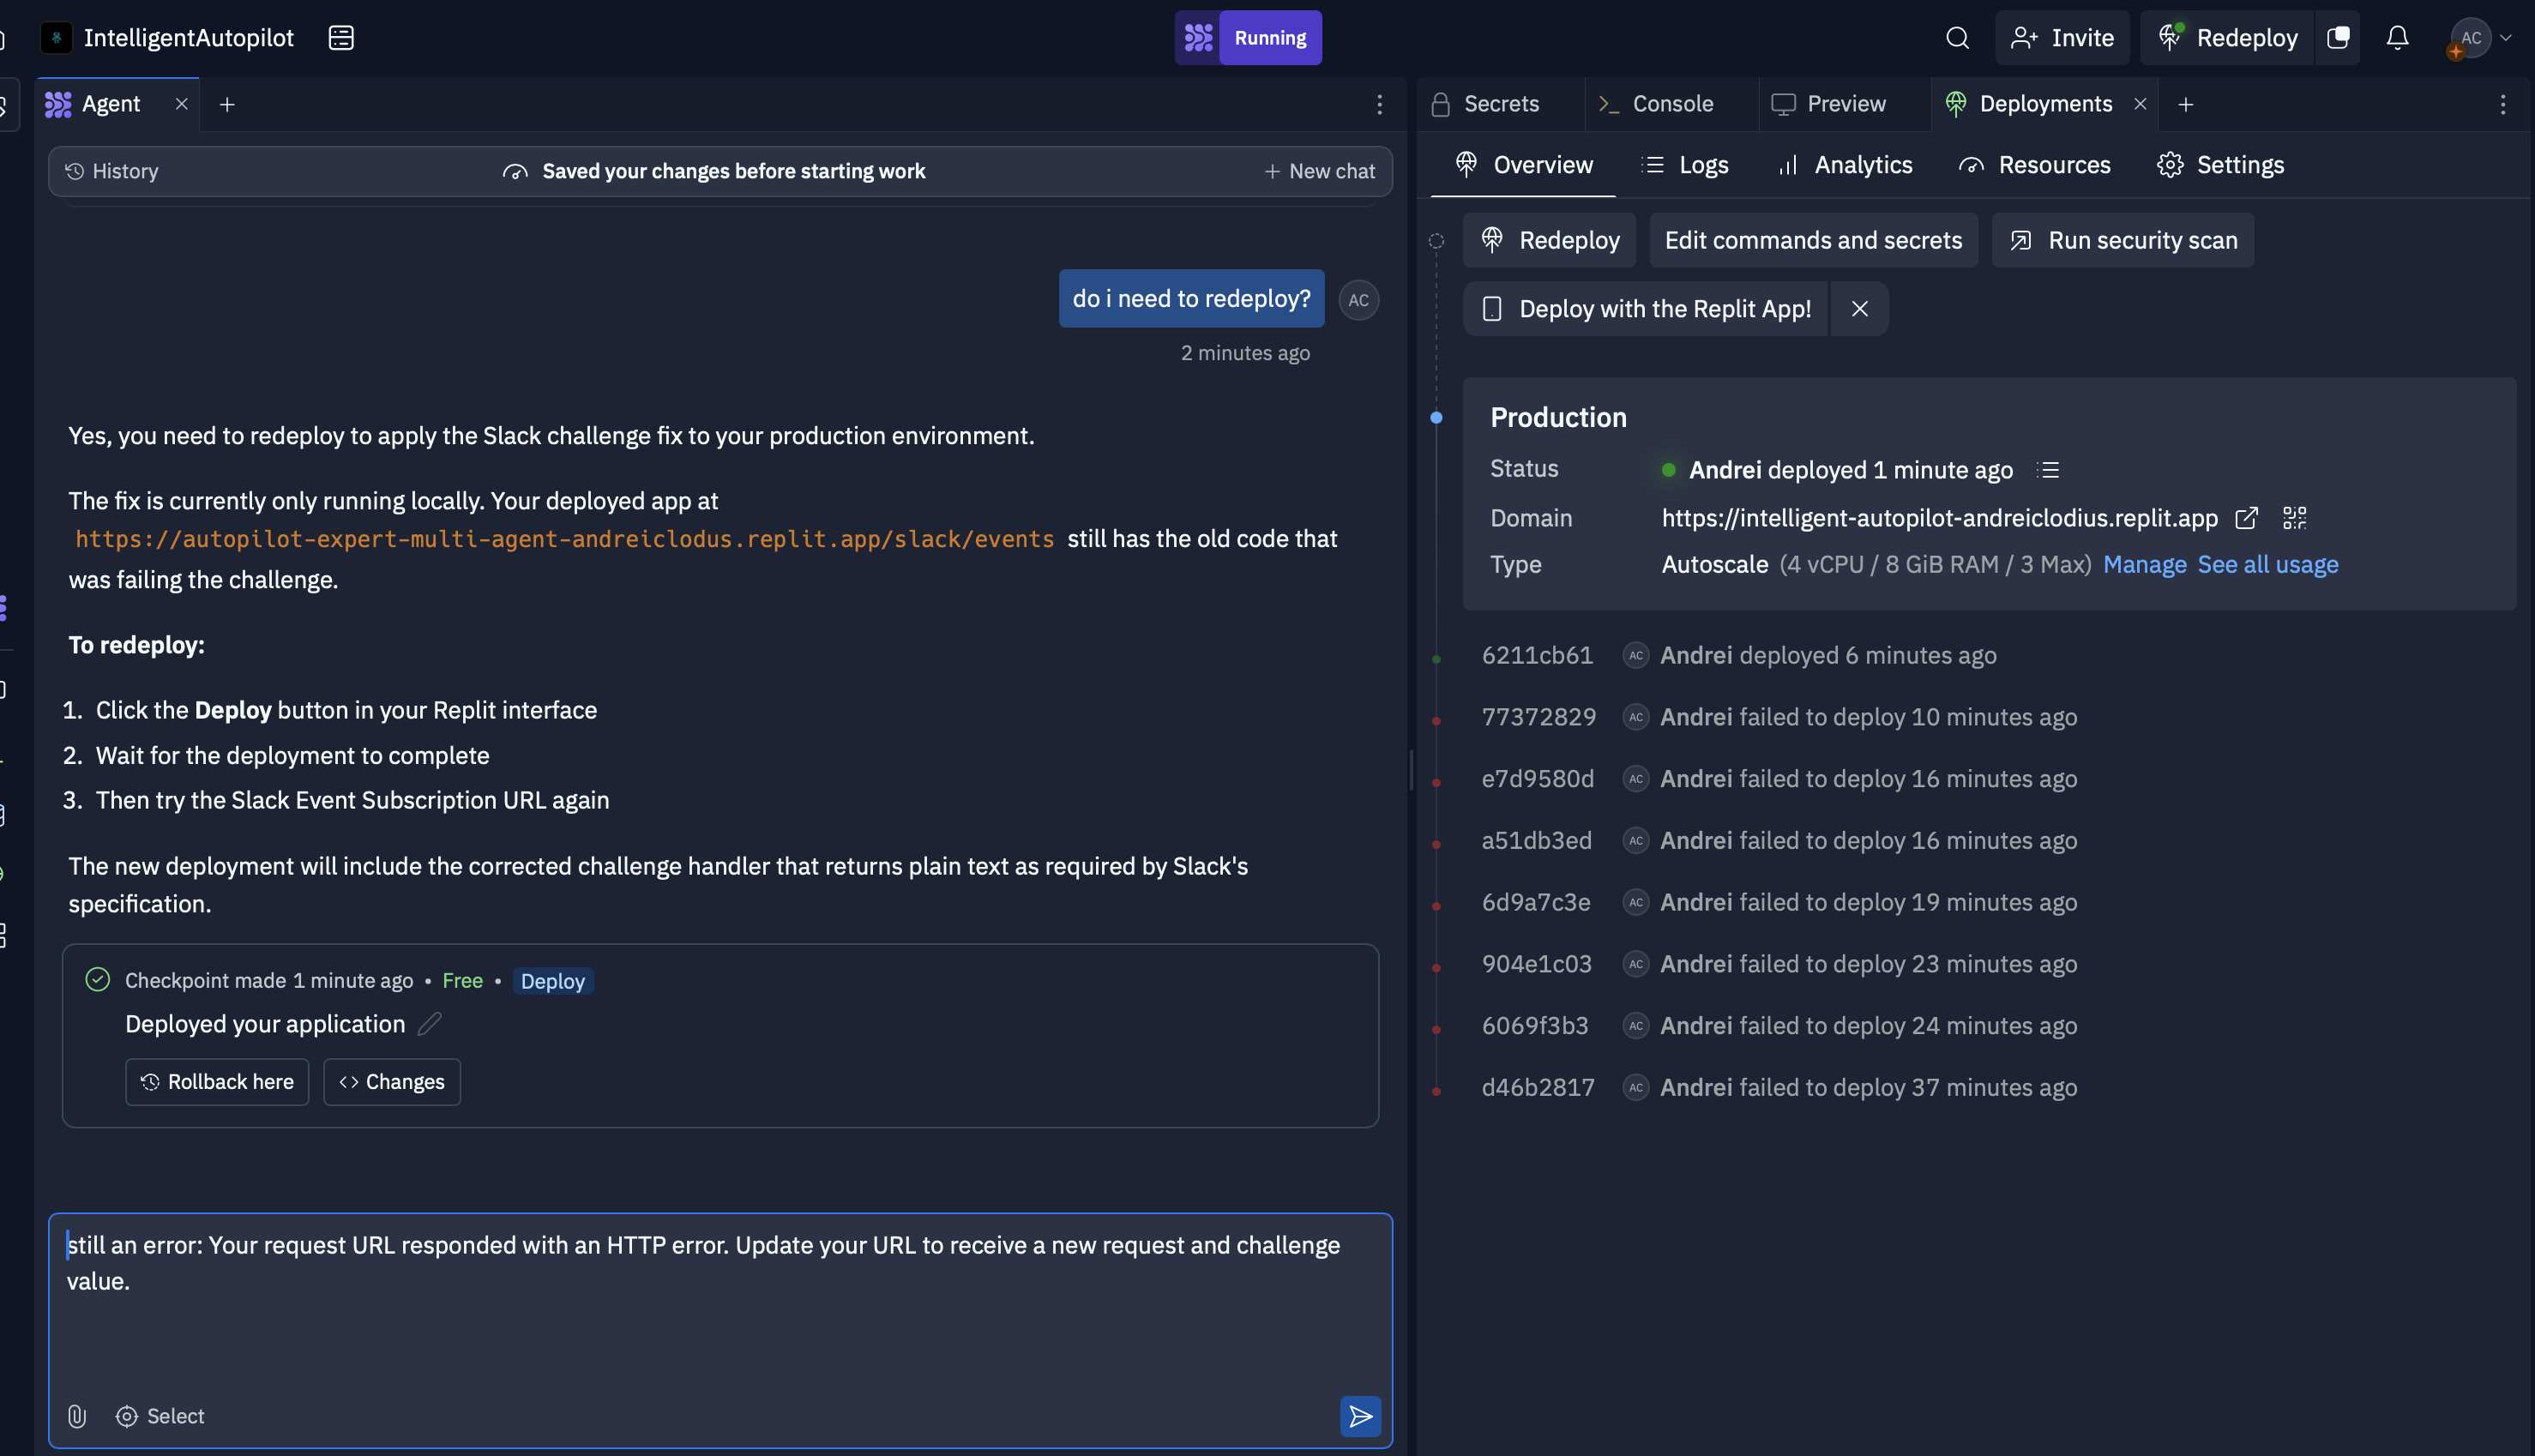 IntelligentAutopilot
Running
Invite
Redeploy
AC
Agent
History
Saved your changes before starting work
New chat
do i need to redeploy?
AC
2 minutes ago
Yes, you need to redeploy to apply the Slack challenge fix to your production environment.
The fix is currently only running locally. Your deployed app at
https://autopilot-expert-multi-agent-andreiclodus.replit.app/slack/events still has the old code that
was failing the challenge.
To redeploy:
1. Click the Deploy button in your Replit interface
2. Wait for the deployment to complete
3. Then try the Slack Event Subscription URL again
The new deployment will include the corrected challenge handler that returns plain text as required by Slack's
specification.
Checkpoint made 1 minute ago • Free • Deploy
Deployed your application
Rollback here
Changes
still an error: Your request URL responded with an HTTP error. Update your URL to receive a new request and challenge
value.
Select
Secrets
Console
Preview
Deployments
Overview
Logs
Analytics
Resources
Settings
Redeploy
Edit commands and secrets
Run security scan
Deploy with the Replit App!
Production
Status Andrei deployed 1 minute ago
Domain https://intelligent-autopilot-andreiclodius.replit.app
Type Autoscale (4 vCPU / 8 GiB RAM / 3 Max) Manage See all usage
6211cb61 AC Andrei deployed 6 minutes ago
77372829 AC Andrei failed to deploy 10 minutes ago
e7d9580d AC Andrei failed to deploy 16 minutes ago
a51db3ed AC Andrei failed to deploy 16 minutes ago
6d9a7c3e AC Andrei failed to deploy 19 minutes ago
904e1c03 AC Andrei failed to deploy 23 minutes ago
6069f3b3 AC Andrei failed to deploy 24 minutes ago
d46b2817 AC Andrei failed to deploy 37 minutes ago